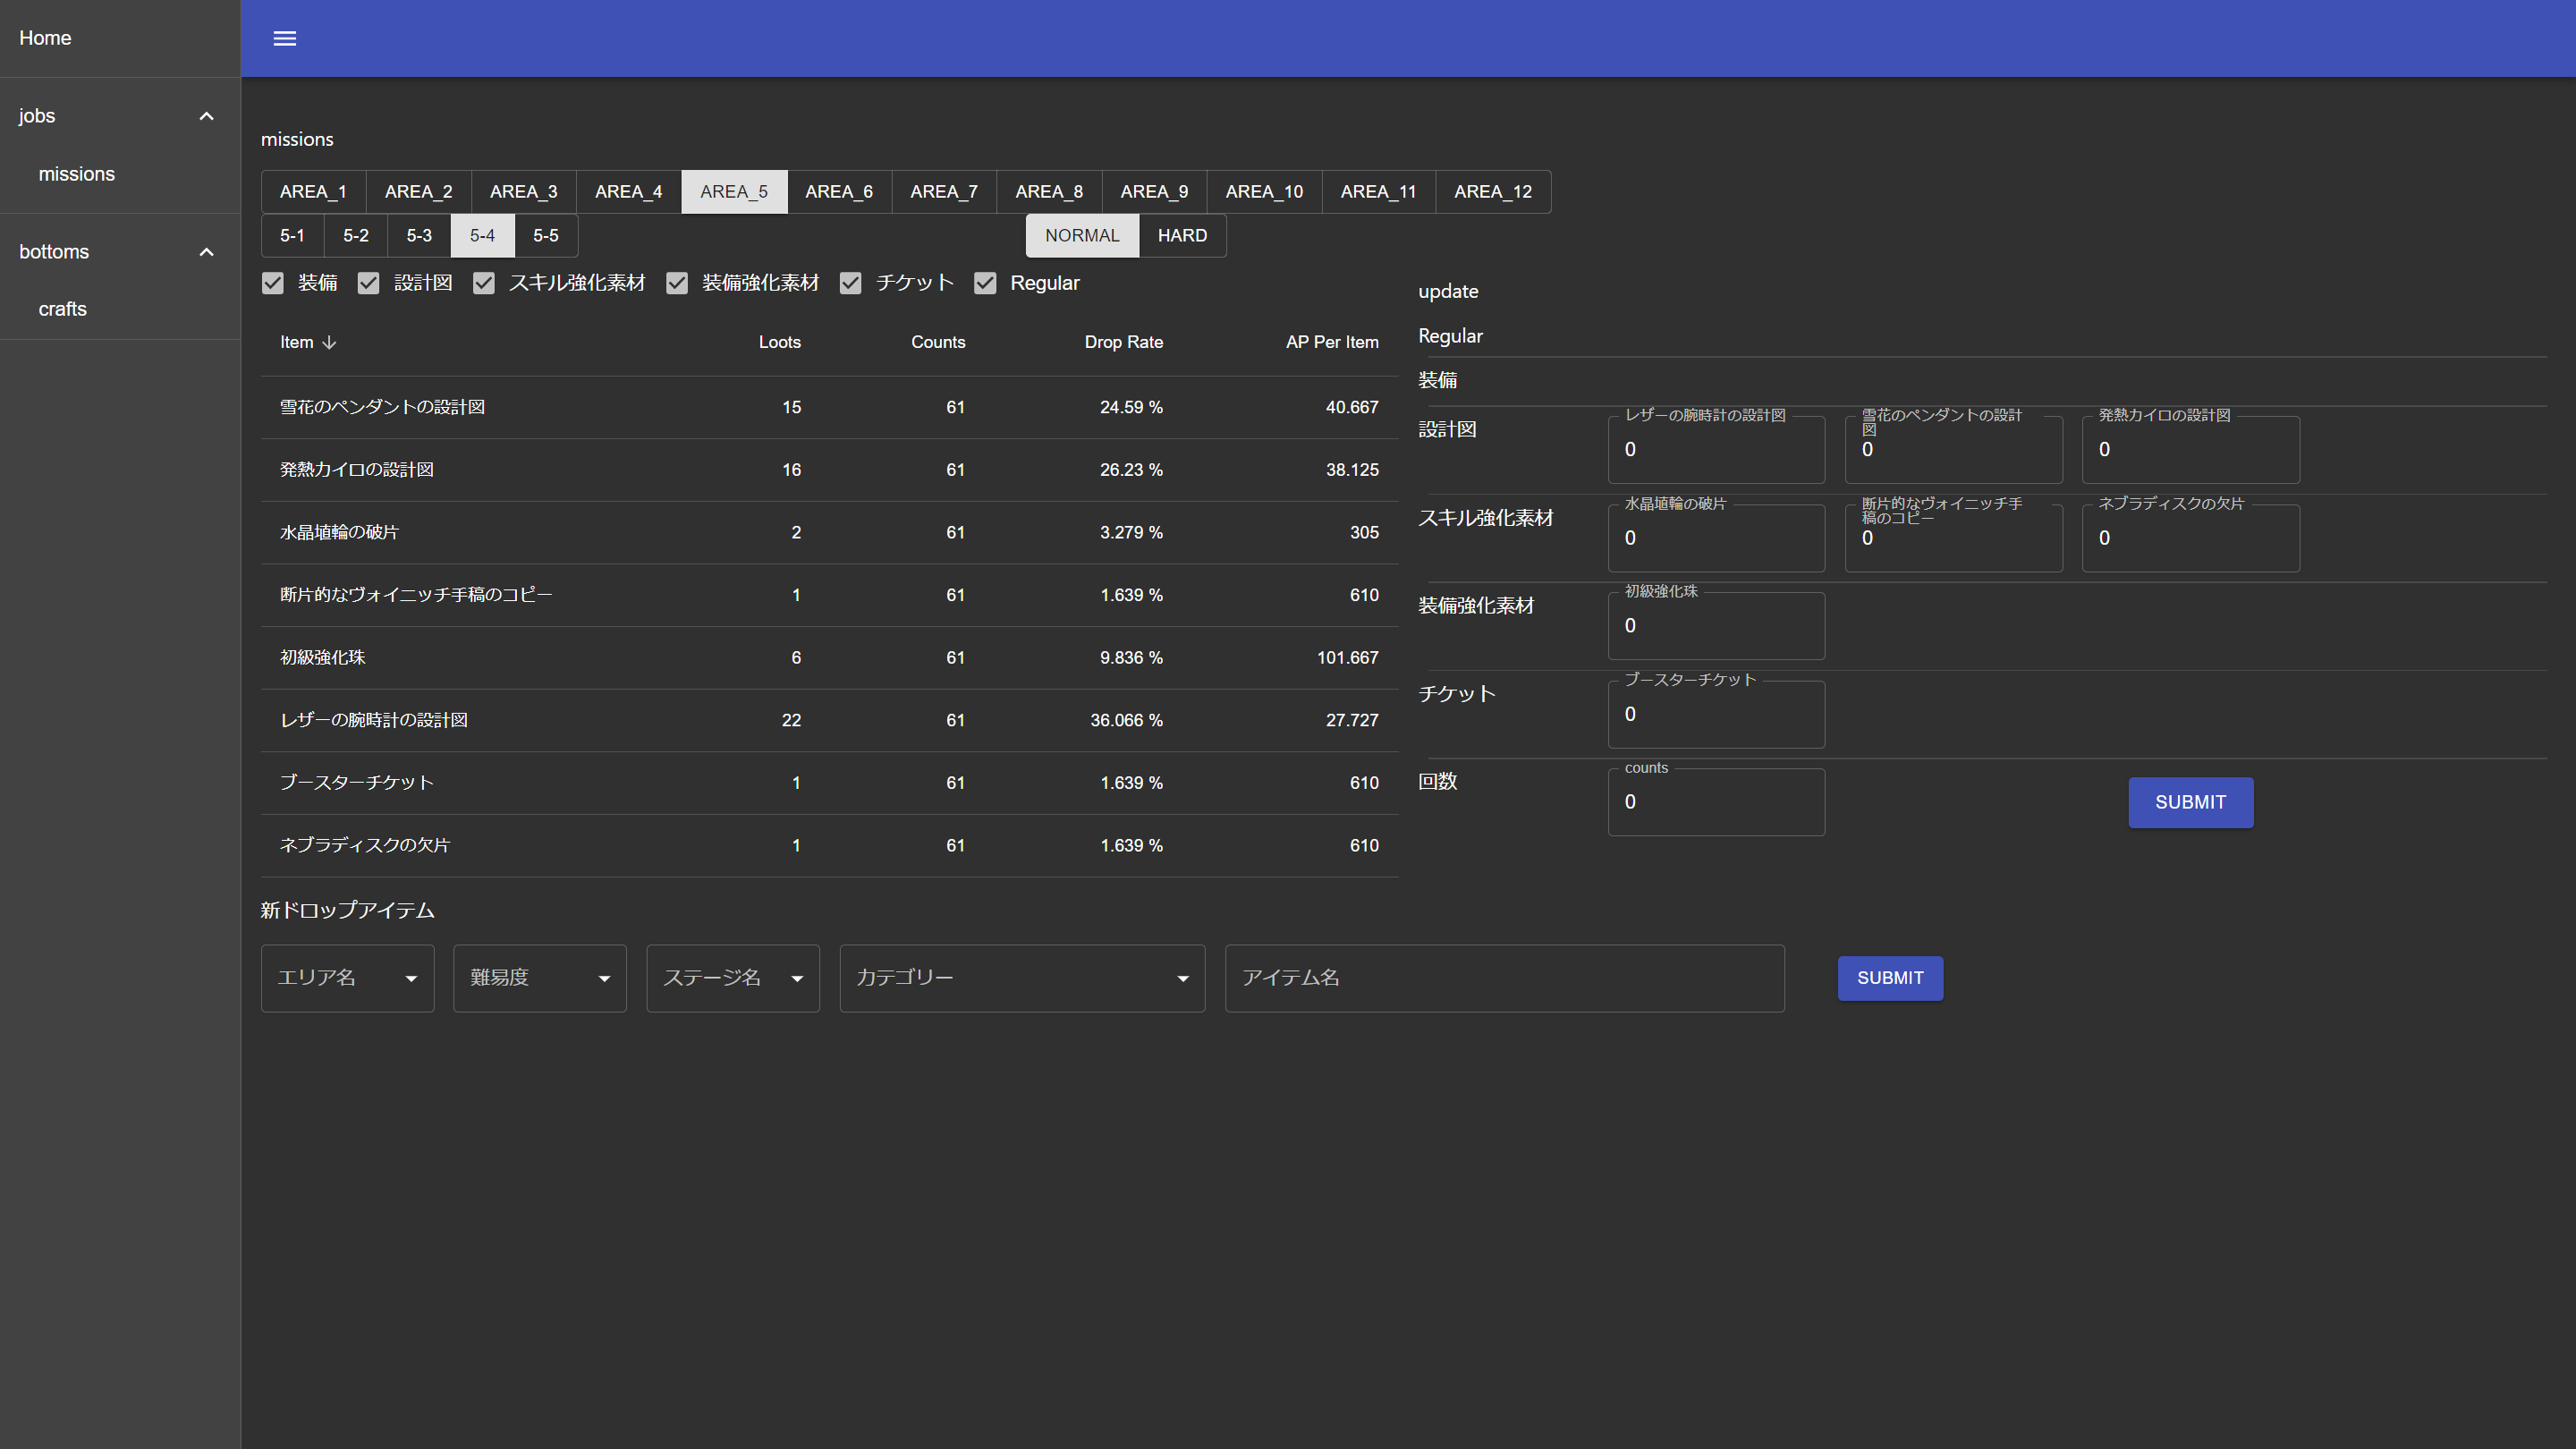 Home
jobs
missions
bottoms
crafts
missions
AREA_1 AREA_2 AREA_3 AREA_4 AREA_5 AREA_6 AREA_7 AREA_8 AREA_9 AREA_10 AREA_11 AREA_12
5-1 5-2 5-3 5-4 5-5 NORMAL HARD
装備 設計図 スキル強化素材 装備強化素材 チケット Regular
Item Loots Counts Drop Rate AP Per Item
雪花のペンダントの設計図 15 61 24.59 % 40.667
発熱カイロの設計図 16 61 26.23 % 38.125
水晶埴輪の破片 2 61 3.279 % 305
断片的なヴォイニッチ手稿のコピー 1 61 1.639 % 610
初級強化珠 6 61 9.836 % 101.667
レザーの腕時計の設計図 22 61 36.066 % 27.727
ブースターチケット 1 61 1.639 % 610
ネブラディスクの欠片 1 61 1.639 % 610
update
Regular
装備
設計図
レザーの腕時計の設計図
0
雪花のペンダントの設計
図
0
発熱カイロの設計図
0
スキル強化素材
水晶埴輪の破片
0
断片的なヴォイニッチ手
稿のコピー
0
ネブラディスクの欠片
0
装備強化素材
初級強化珠
0
チケット
ブースターチケット
0
回数
counts
0
SUBMIT
新ドロップアイテム
エリア名 難易度 ステージ名 カテゴリー アイテム名 SUBMIT